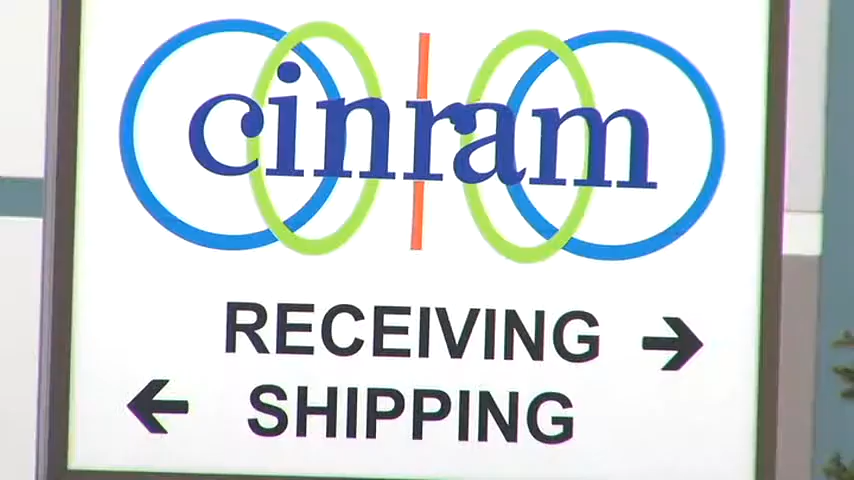 cinram
RECEIVING →
← SHIPPING